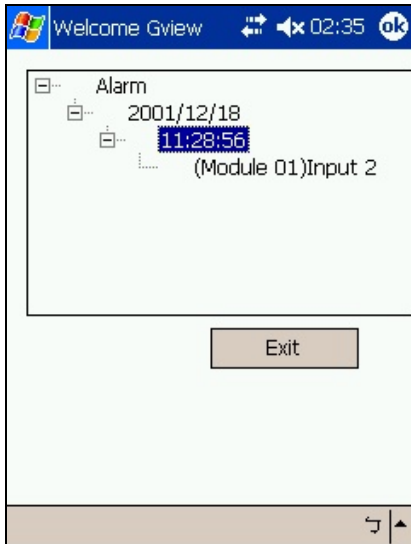 Welcome Gview 02:35 ok
Alarm
2001/12/18
11:28:56
(Module 01)Input 2
Exit
ㄅ